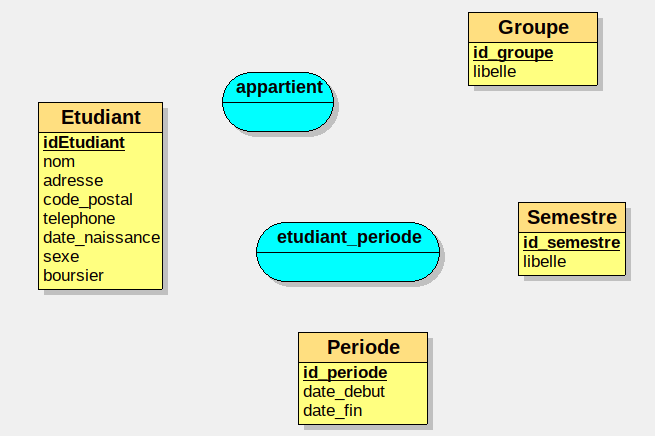 Groupe
id_groupe
libelle
appartient
Etudiant
idEtudiant
nom
adresse
code_postal
telephone
date_naissance
sexe
boursier
etudiant_periode
Semestre
id_semestre
libelle
Periode
id_periode
date_debut
date_fin